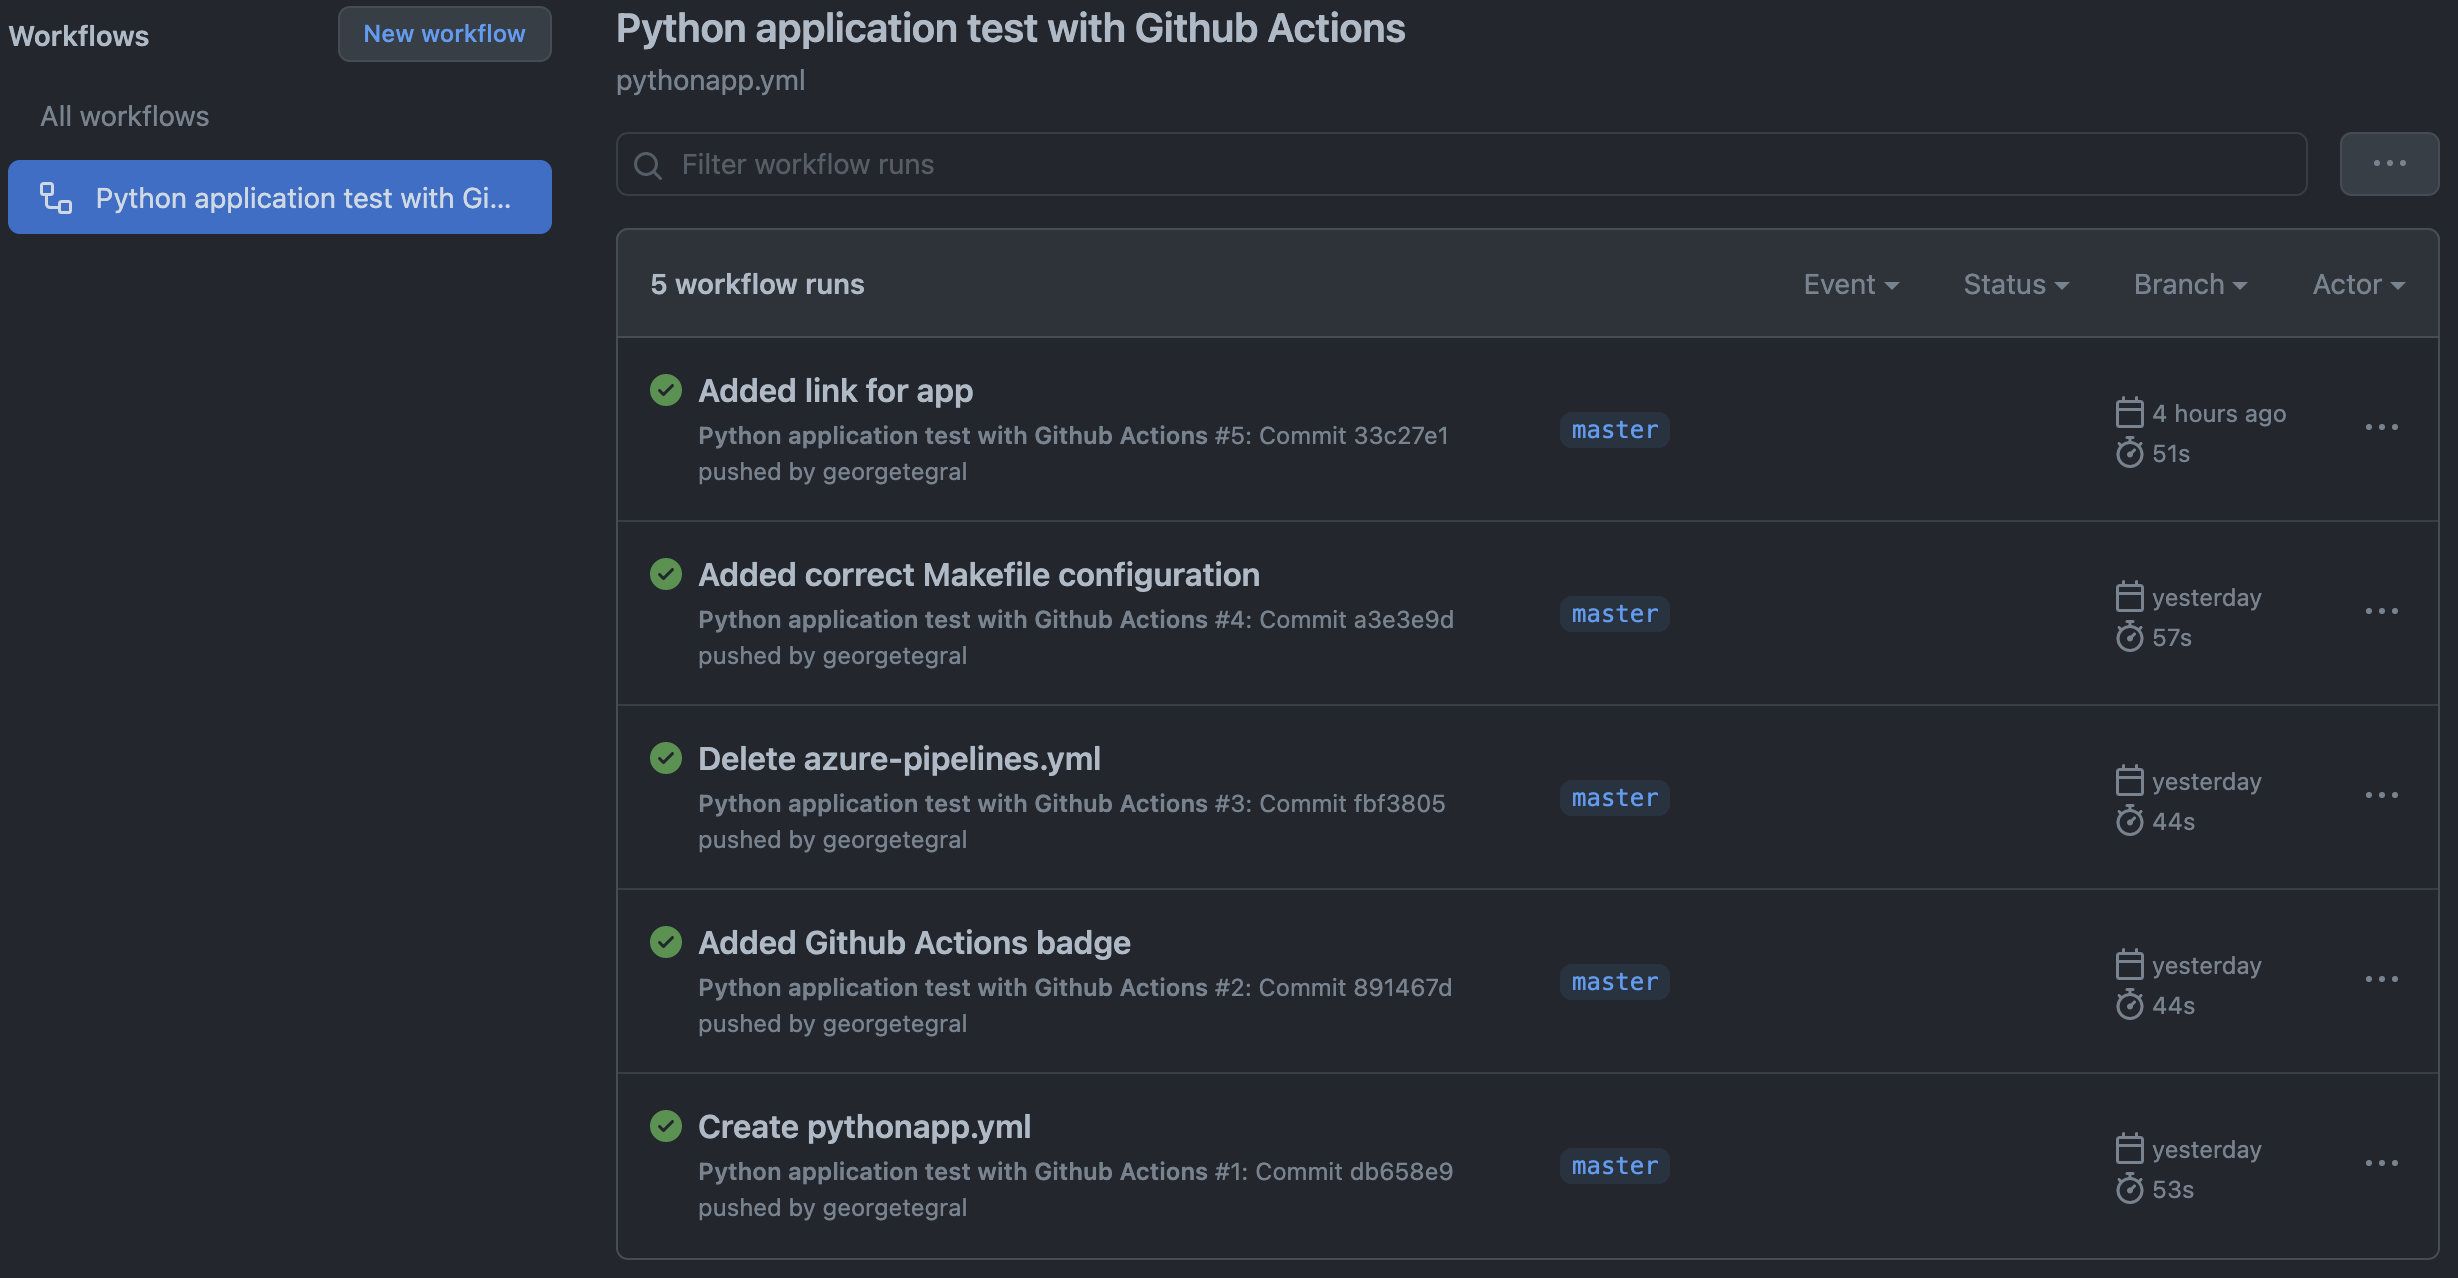 Workflows
New workflow
All workflows
Python application test with Gi...
Python application test with Github Actions
pythonapp.yml
Filter workflow runs
5 workflow runs
Event
Status
Branch
Actor
Added link for app
Python application test with Github Actions #5: Commit 33c27e1
pushed by georgetegral
master
4 hours ago
51s
Added correct Makefile configuration
Python application test with Github Actions #4: Commit a3e3e9d
pushed by georgetegral
master
yesterday
57s
Delete azure-pipelines.yml
Python application test with Github Actions #3: Commit fbf3805
pushed by georgetegral
master
yesterday
44s
Added Github Actions badge
Python application test with Github Actions #2: Commit 891467d
pushed by georgetegral
master
yesterday
44s
Create pythonapp.yml
Python application test with Github Actions #1: Commit db658e9
pushed by georgetegral
master
yesterday
53s